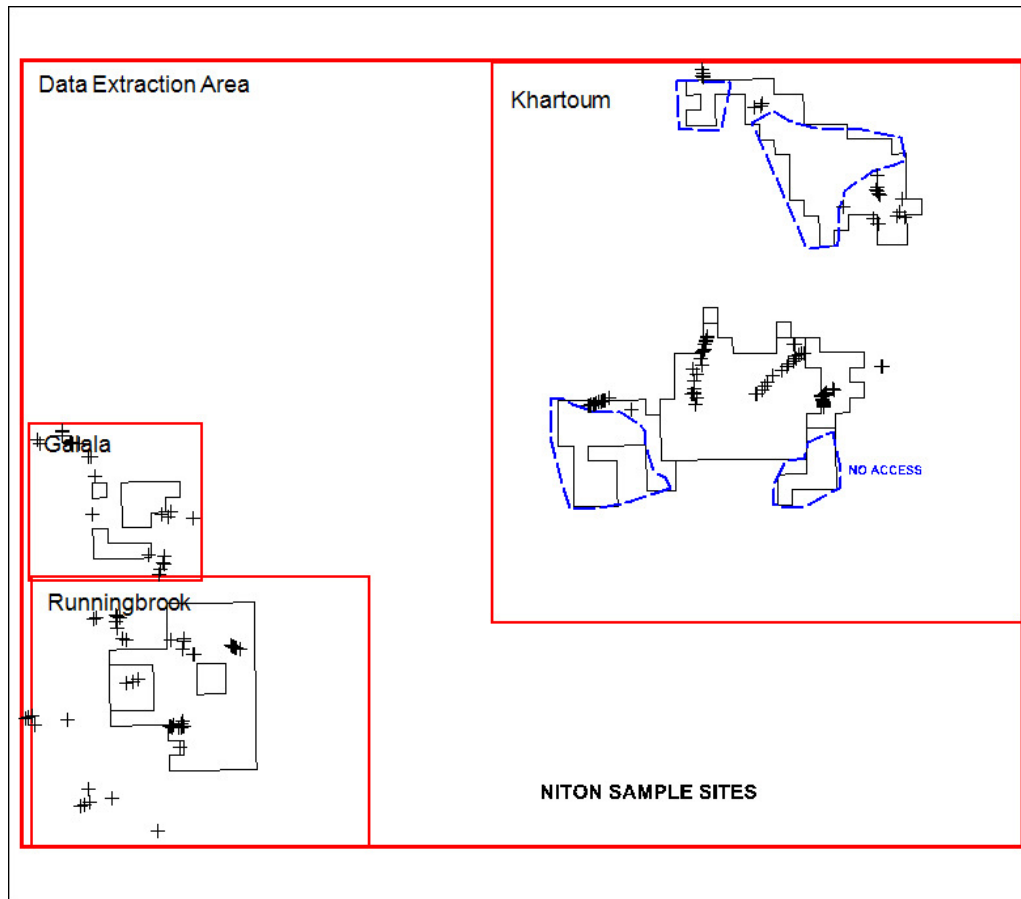 Data Extraction Area
Khartoum
Galala
NO ACCESS
Runningbrook
NITON SAMPLE SITES